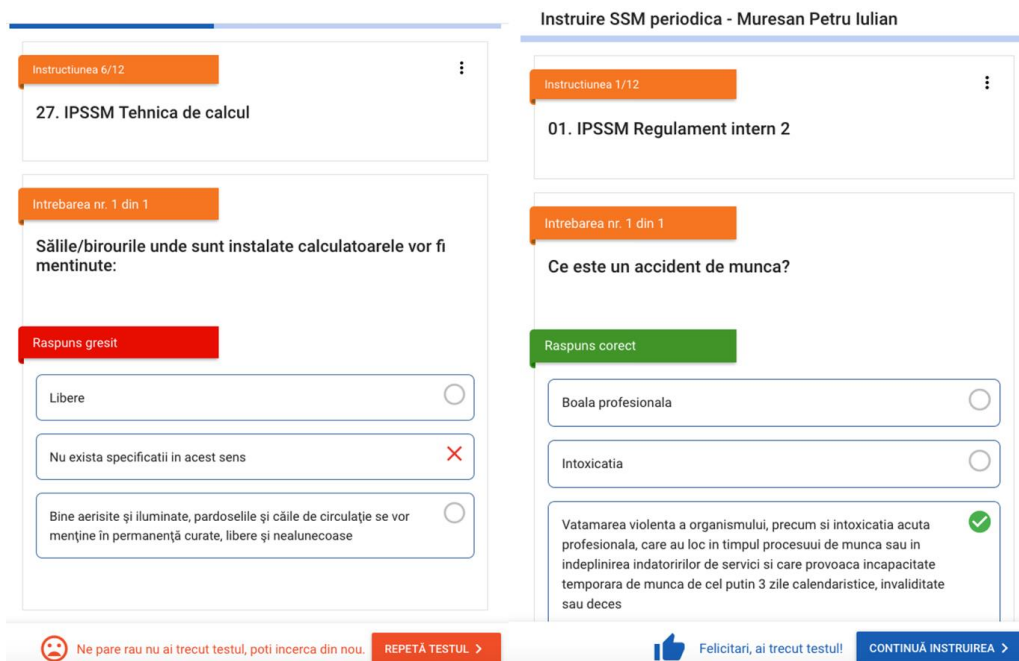 Instructiunea 6/12
27. IPSSM Tehnica de calcul
Intrebarea nr. 1 din 1
Sălile/birourile unde sunt instalate calculatoarele vor fi
mentinute:
Raspuns gresit
Libere
Nu exista specificatii in acest sens
Bine aerisite şi iluminate, pardoselile şi căile de circulaţie se vor
menţine în permanenţă curate, libere şi nealunecoase
Ne pare rau nu ai trecut testul, poti incerca din nou.
REPETĂ TESTUL >
Instruire SSM periodica - Muresan Petru Iulian
Instructiunea 1/12
01. IPSSM Regulament intern 2
Intrebarea nr. 1 din 1
Ce este un accident de munca?
Raspuns corect
Boala profesionala
Intoxicatia
Vatamarea violenta a organismului, precum si intoxicatia acuta
profesionala, care au loc in timpul procesuui de munca sau in
indeplinirea indatoririlor de servici si care provoaca incapacitate
temporara de munca de cel putin 3 zile calendaristice, invaliditate
sau deces
Felicitari, ai trecut testul!
CONTINUĂ INSTRUIREA >